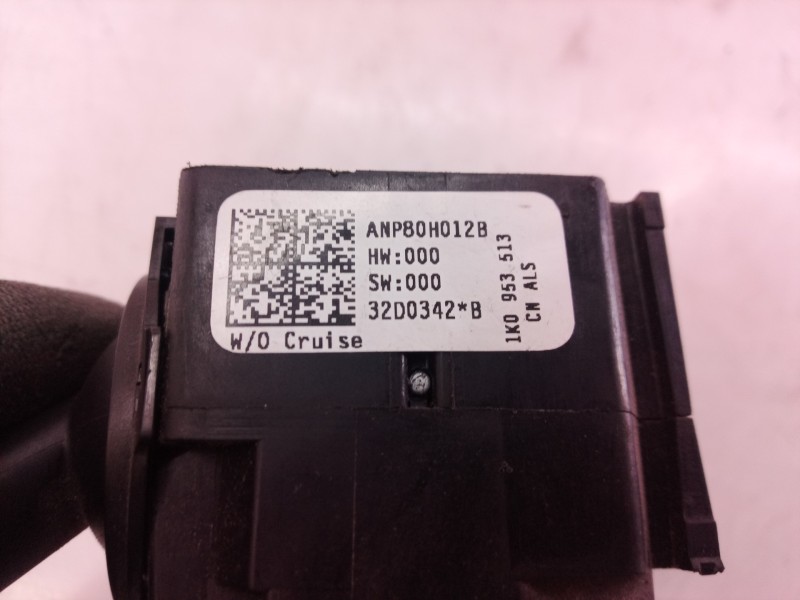 ANP80H012B
HW:000
SW:000
32D0342*B
W/O Cruise
1K0 953 513
CN ALS